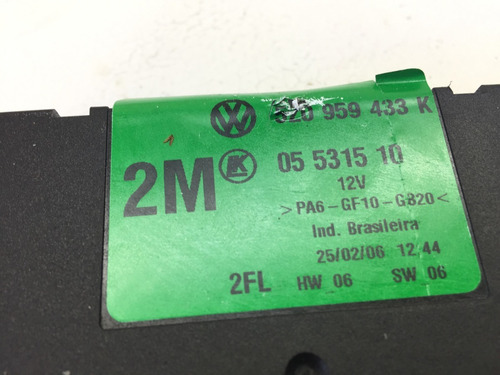 959 433 K
2M
05 5315 10
12V
>PA6-GF10-G820<
Ind. Brasileira
25/02/06 12 44
2FL HW 06 SW 06